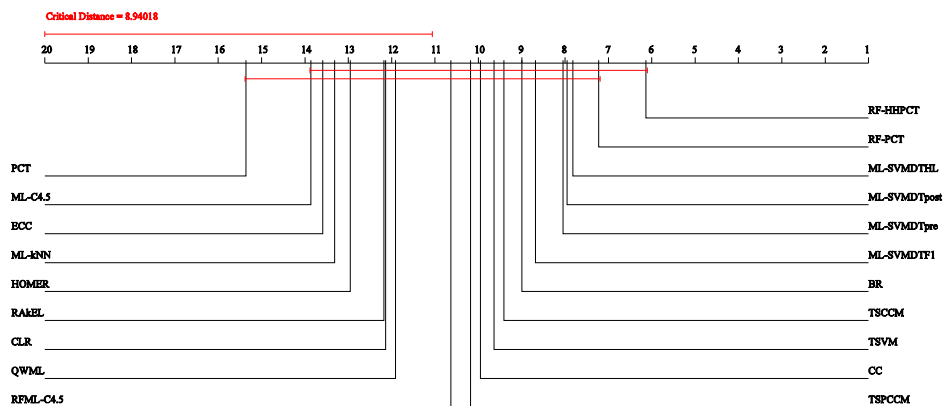 Critical Distance = 8.94018
20 19 18 17 16 15 14 13 12 11 10 9 8 7 6 5 4 3 2 1
RF-HHPCT
RF-PCT
PCT ML-SVMDTHL
ML-C4.5 ML-SVMDTpost
ECC ML-SVMDTpre
ML-kNN ML-SVMDTF1
HOMER BR
RAkEL TSCCM
CLR TSVM
QWML CC
RFML-C4.5 TSPCCM